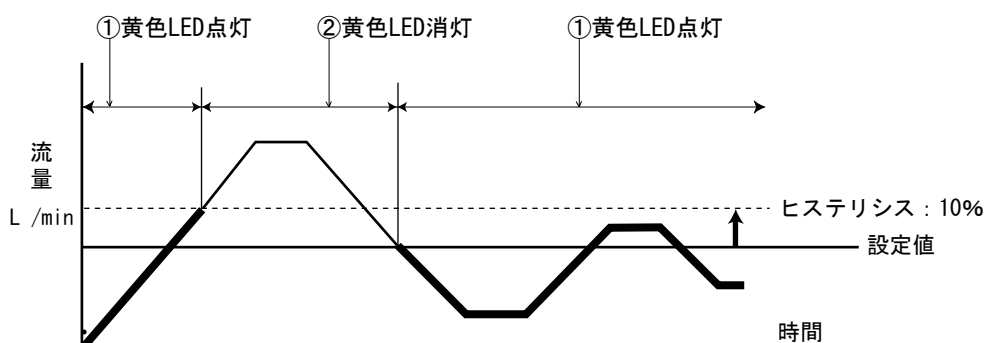 ①黄色LED点灯
②黄色LED消灯
①黄色LED点灯
流
量
L /min
ヒステリシス：10%
設定値
時間